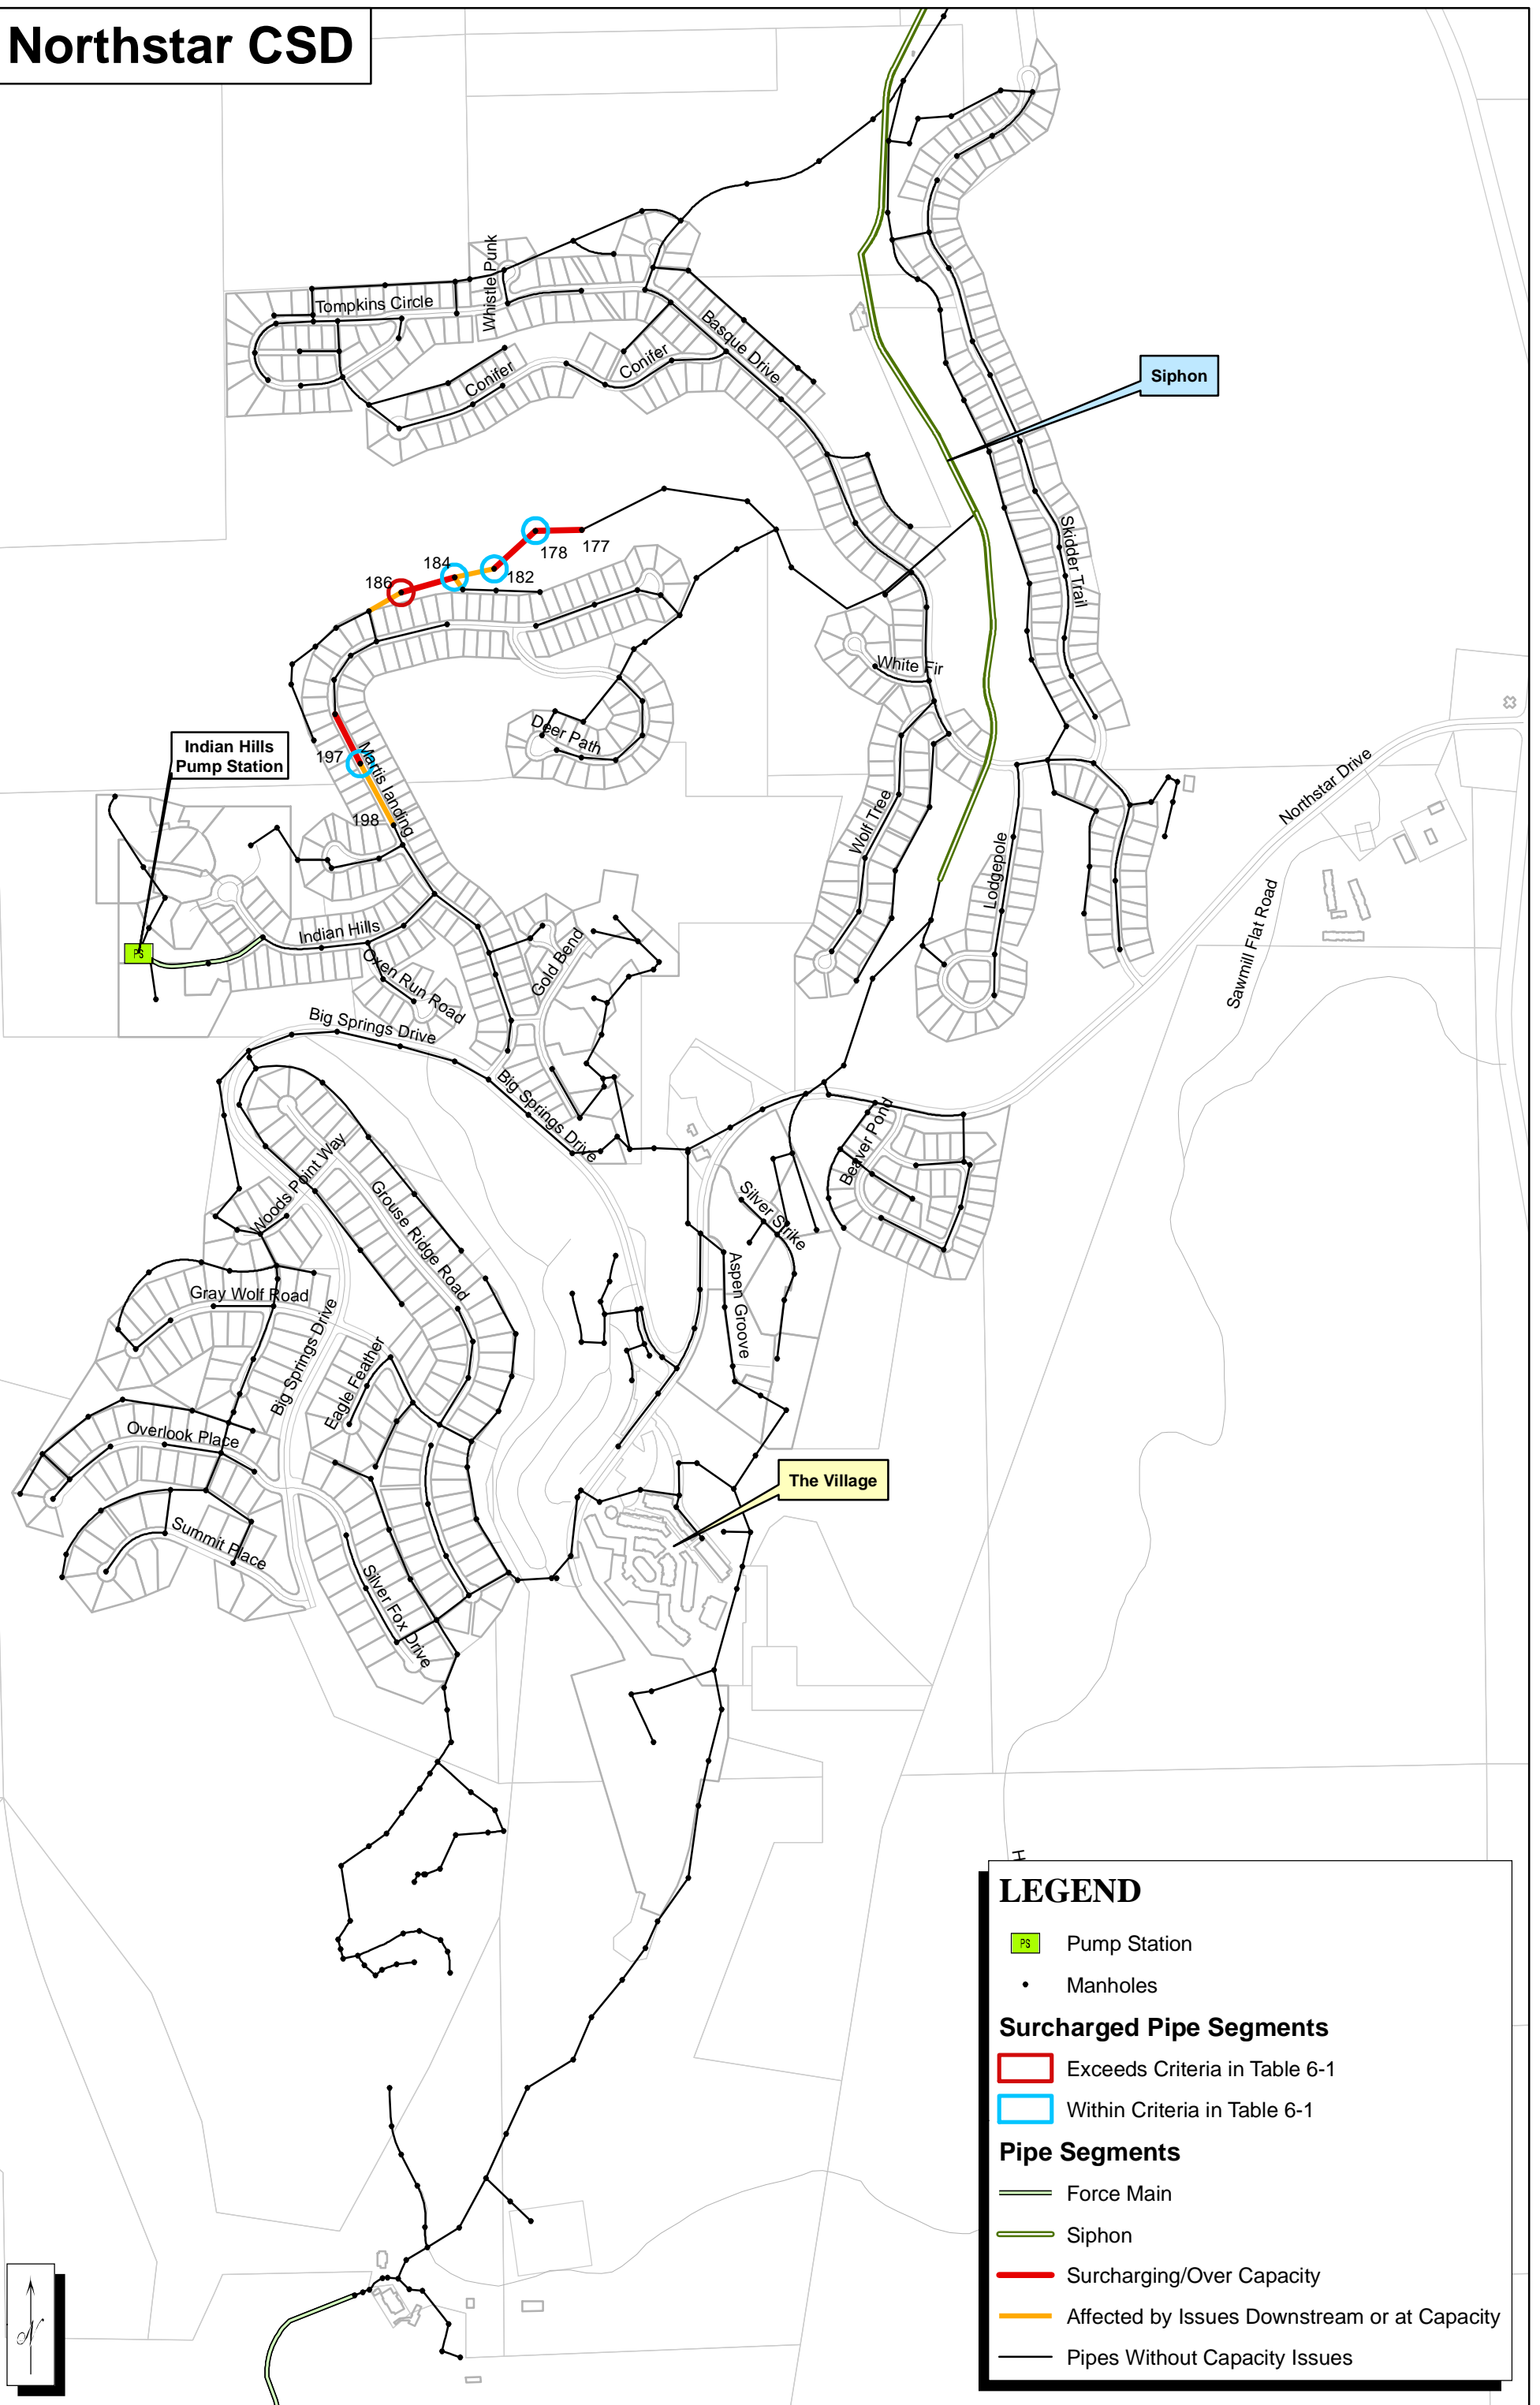 Northstar CSD
Whistle Punk
Tompkins Circle
Basque Drive
Conifer
Conifer
Siphon
Skidder Trail
178
177
184
182
186
White Fir
Deer Path
Indian Hills
Pump Station
Martis landing
197
198
Northstar Drive
Wolf Tree
Lodgepole
Sawmill Flat Road
Indian Hills
PS
Oxen Run Road
Gold Bend
Big Springs Drive
Big Springs Drive
Beaver Pond
Woods Point Way
Grouse Ridge Road
Silver Strike
Aspen Groove
Gray Wolf Road
Big Springs Drive
Eagle Feather
Overlook Place
The Village
Summit Place
Silver Fox Drive
H
LEGEND
PS Pump Station
Manholes
Surcharged Pipe Segments
Exceeds Criteria in Table 6-1
Within Criteria in Table 6-1
Pipe Segments
Force Main
Siphon
Surcharging/Over Capacity
Affected by Issues Downstream or at Capacity
Pipes Without Capacity Issues
N